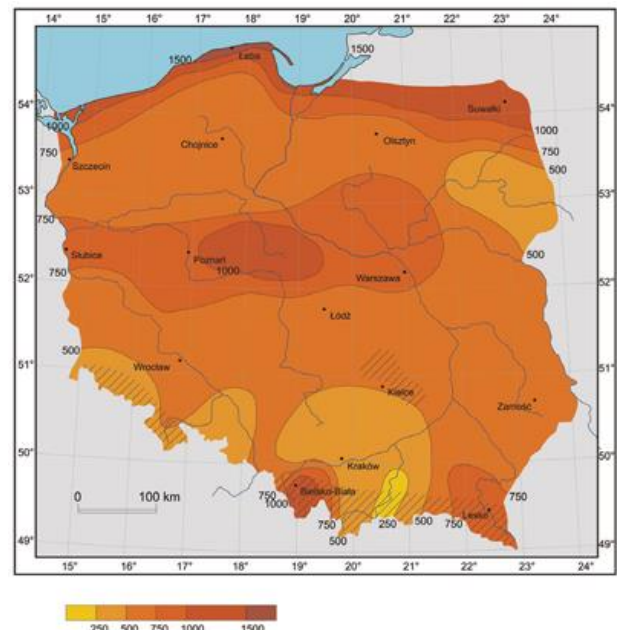 14° 15° 16° 17° 18° 19° 20° 21° 22° 23° 24°
1500
1500
Łeba
54°
54°
Suwałki
1000
1000
Chojnice
Olsztyn
750
750
Szczecin
500
53°
53°
750
Słubice
Poznań
500
750
1000
Warszawa
52°
52°
Łódź
500
Wrocław
51°
51°
Kielce
Zamość
50°
50°
Kraków
0 100 km
750
Bielsko-Biała
750
1000
Lesko
750
250
500
750
500
49°
49°
15° 16° 17° 18° 19° 20° 21° 22° 23° 24°
250 500 750 1000 1500